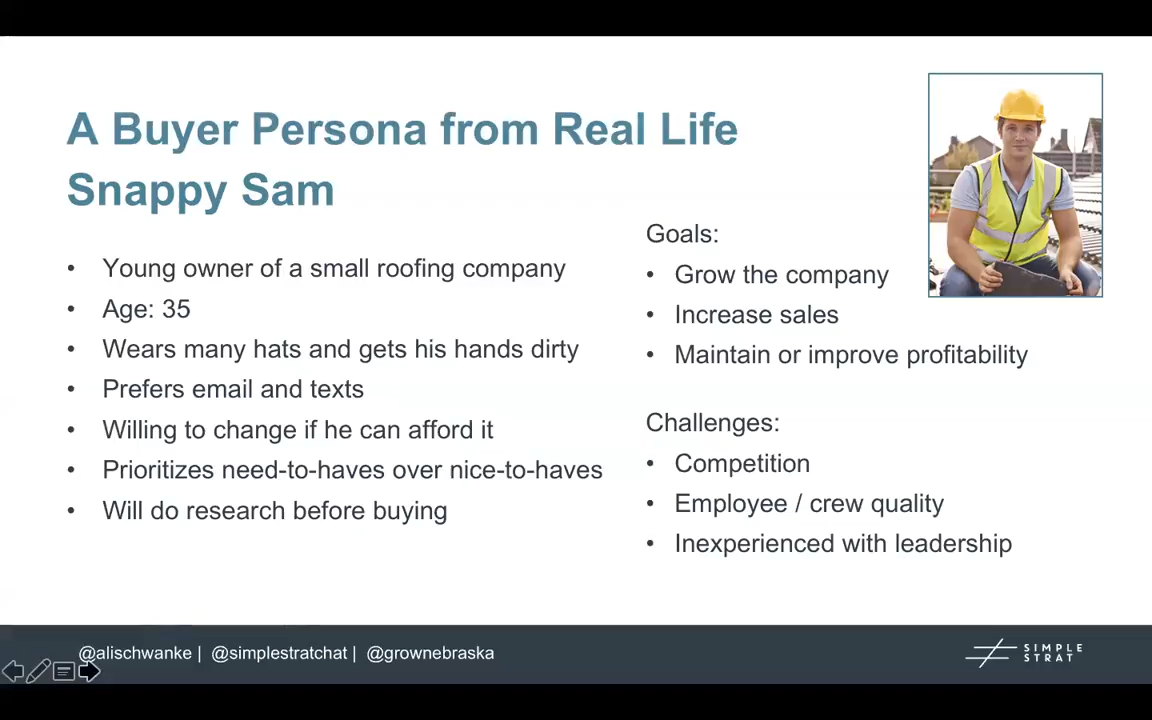 A Buyer Persona from Real Life
Snappy Sam
• Young owner of a small roofing company
• Age: 35
• Wears many hats and gets his hands dirty
• Prefers email and texts
• Willing to change if he can afford it
• Prioritizes need-to-haves over nice-to-haves
• Will do research before buying
Goals:
• Grow the company
• Increase sales
• Maintain or improve profitability
Challenges:
• Competition
• Employee / crew quality
• Inexperienced with leadership
@alischwanke | @simplestratchat | @grownebraska
SIMPLE
STRAT